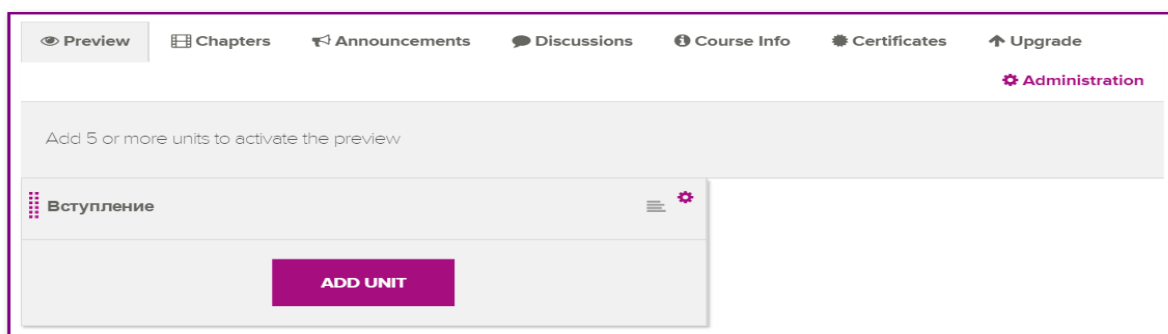 Preview Chapters Announcements Discussions Course Info Certificates Upgrade
Administration
Add 5 or more units to activate the preview
Вступление
ADD UNIT